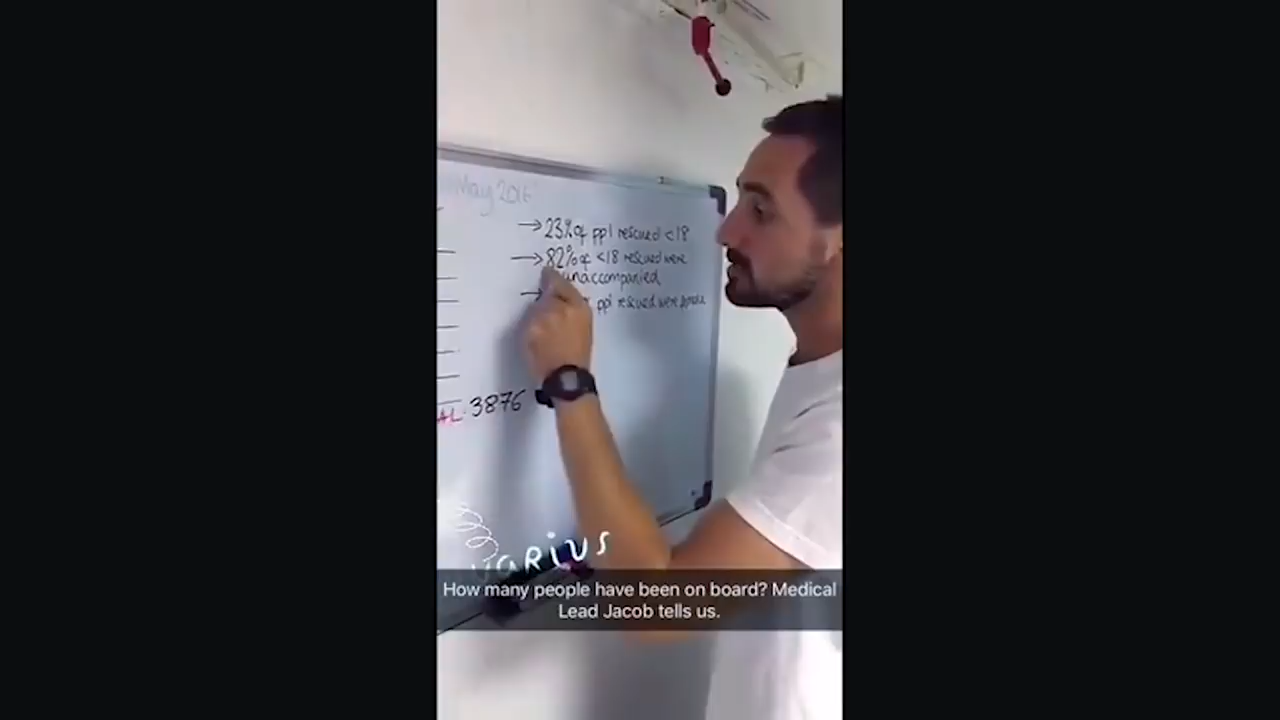 May 2016
→ 23% of ppl rescued <18
→ 82% of <18 rescued were
unaccompanied
→ ppl rescued were female
AL: 3876
ARiUS
How many people have been on board? Medical
Lead Jacob tells us.